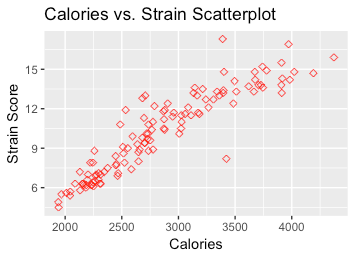 Calories vs. Strain Scatterplot
Strain Score
15
12
9
6
2000 2500 3000 3500 4000
Calories